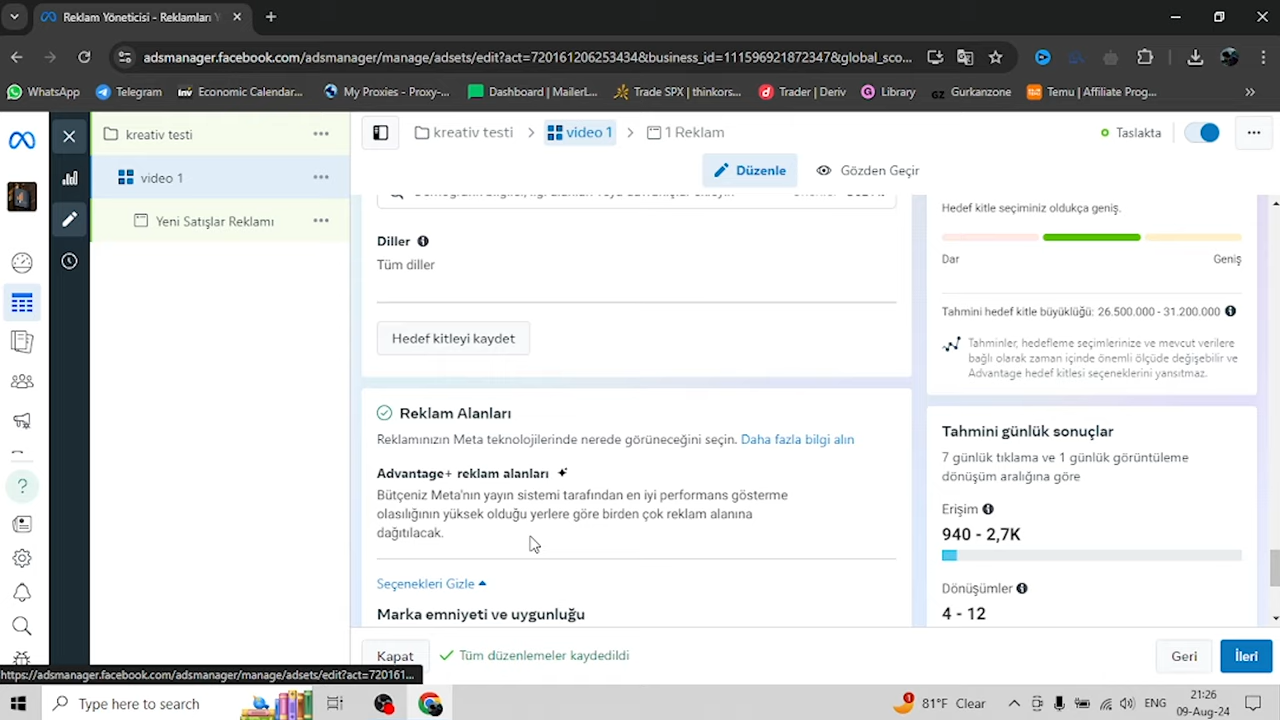 Reklam Yöneticisi - Reklamları Y
adsmanager.facebook.com/adsmanager/manage/adsets/edit?act=7201612062534434&business_id=1115969218723478&global_sco...
WhatsApp
Telegram
Economic Calendar...
My Proxies - Proxy-...
Dashboard | MailerL...
Trade SPX | thinkors...
Trader | Deriv
Library
GZ Gurkanzone
Temu | Affiliate Prog...
kreativ testi
video 1
Yeni Satışlar Reklamı
kreativ testi
video 1
1 Reklam
Taslakta
Düzenle
Gözden Geçir
Diller
Tüm diller
Hedef kitleyi kaydet
Reklam Alanları
Reklamınızın Meta teknolojilerinde nerede görüneceğini seçin. Daha fazla bilgi alın
Advantage+ reklam alanları
Bütçeniz Meta'nın yayın sistemi tarafından en iyi performans gösterme
olasılığının yüksek olduğu yerlere göre birden çok reklam alanına
dağıtılacak.
Seçenekleri Gizle
Marka emniyeti ve uygunluğu
Hedef kitle seçiminiz oldukça geniş.
Dar
Geniş
Tahmini hedef kitle büyüklüğü: 26.500.000 - 31.200.000
Tahminler, hedefleme seçimlerinize ve mevcut verilere
bağlı olarak zaman içinde önemli ölçüde değişebilir ve
Advantage hedef kitlesi seçeneklerini yansıtmaz.
Tahmini günlük sonuçlar
7 günlük tıklama ve 1 günlük görüntüleme
dönüşüm aralığına göre
Erişim
940 - 2,7K
Dönüşümler
4 - 12
Kapat
Tüm düzenlemeler kaydedildi
Geri
İleri
https://adsmanager.facebook.com/adsmanager/manage/adsets/edit?act=720161...
Type here to search
81°F Clear
ENG
21:26
09-Aug-24